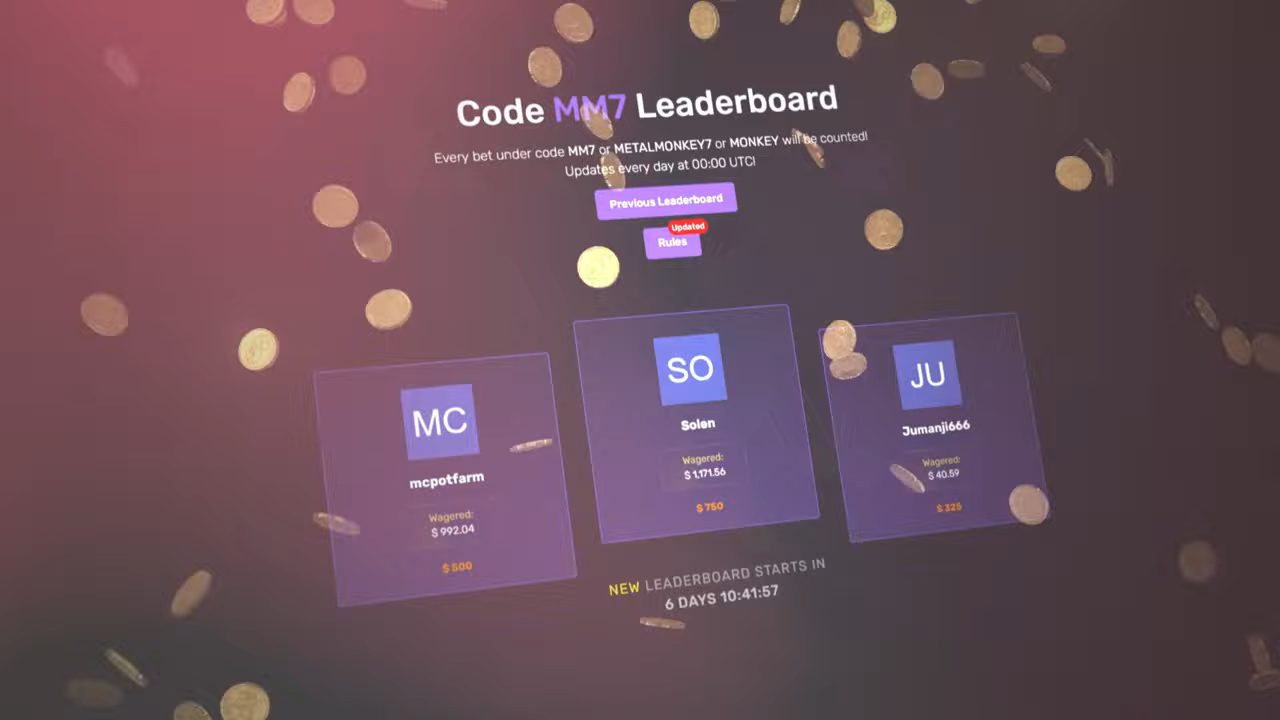 Code MM7 Leaderboard
Every bet under code MM7 or METALMONKEY7 or MONKEY will be counted!
Updates every day at 00:00 UTC!
Previous Leaderboard
Updated
Rules
MC
mcpotfarm
Wagered:
$ 992.04
$ 500
SO
Solen
Wagered:
$ 1,171.56
$ 750
JU
Jumanji666
Wagered:
$ 40.59
$ 325
NEW LEADERBOARD STARTS IN
6 DAYS 10:41:57